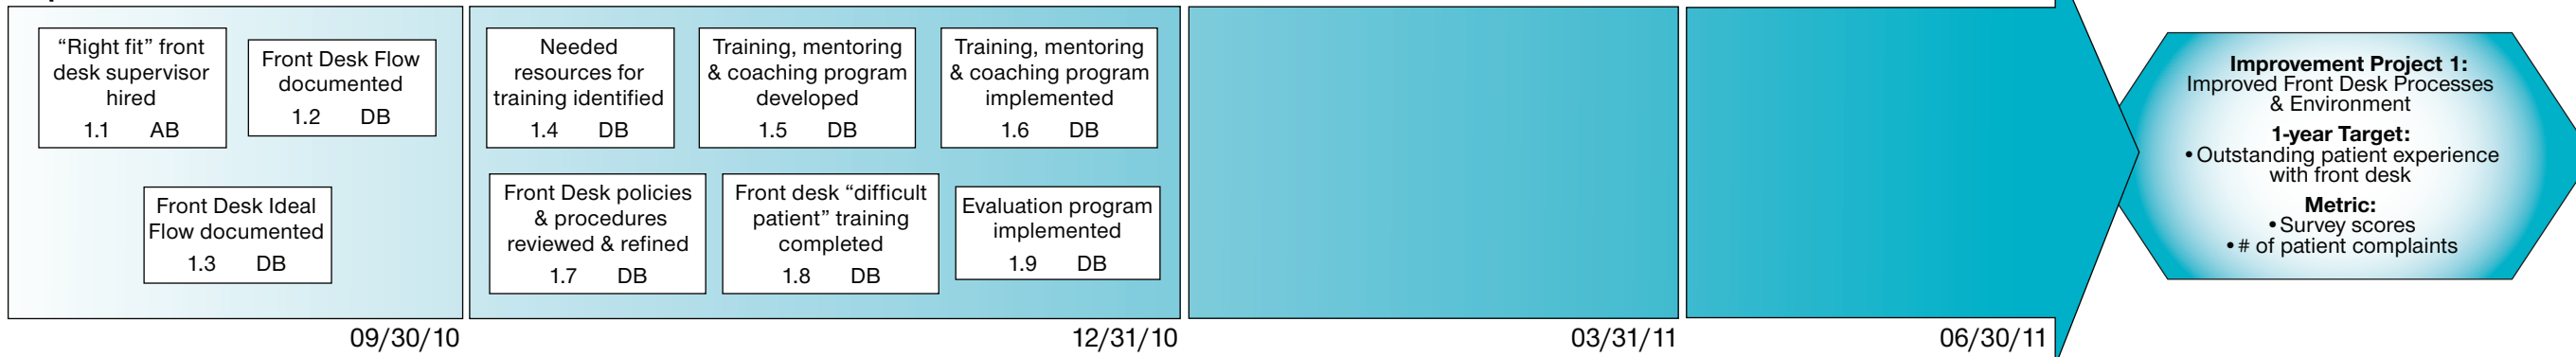 “Right fit” front
desk supervisor
hired
1.1 AB
Front Desk Flow
documented
1.2 DB
Front Desk Ideal
Flow documented
1.3 DB
09/30/10
Needed
resources for
training identified
1.4 DB
Training, mentoring
& coaching program
developed
1.5 DB
Training, mentoring
& coaching program
implemented
1.6 DB
Front Desk policies
& procedures
reviewed & refined
1.7 DB
Front desk “difficult
patient” training
completed
1.8 DB
Evaluation program
implemented
1.9 DB
12/31/10
03/31/11
06/30/11
Improvement Project 1:
Improved Front Desk Processes
& Environment
1-year Target:
• Outstanding patient experience
with front desk
Metric:
• Survey scores
• # of patient complaints